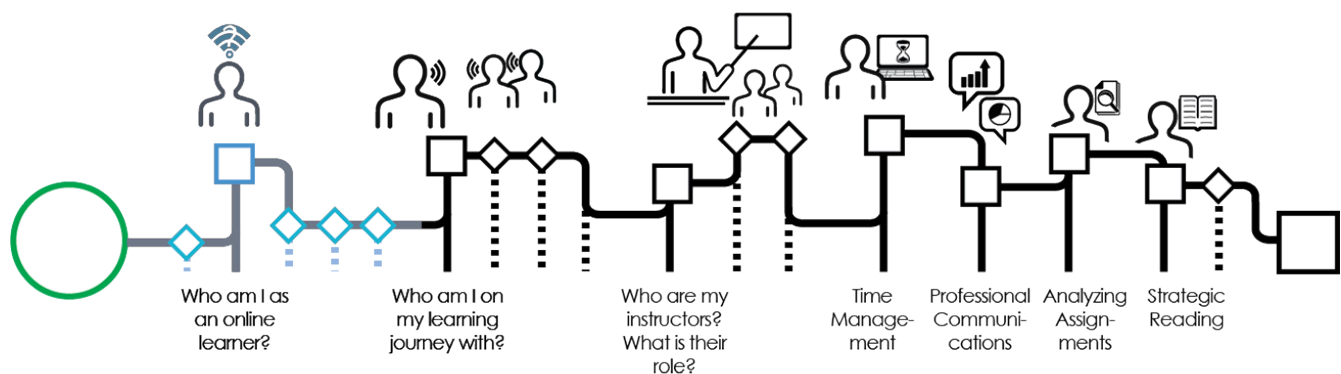 Who am I as
an online
learner?
Who am I on
my learning
journey with?
Who are my
instructors?
What is their
role?
Time
Manage-
ment
Professional
Communi-
cations
Analyzing
Assign-
ments
Strategic
Reading